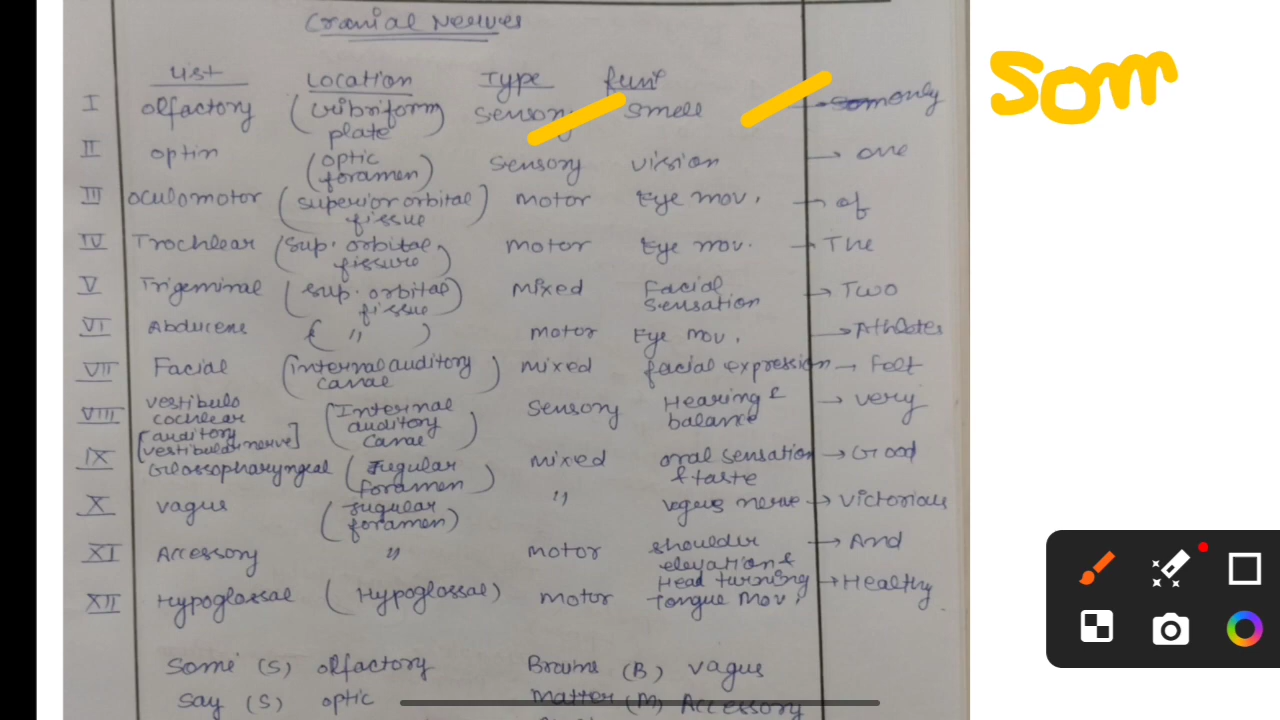 Cranial Nerves
List Location Type funⁿ
I olfactory (cribriform plate) Sensory smell → only
II optin (optic foramen) Sensory vission → one
III oculomotor (superior orbital fissue) motor Eye mov. → of
IV Trochlear (Sup. orbital fissure) motor Eye mov. → The
V Trigeminal (sup. orbital fissue) mixed Facial Sensation → Two
VI Abducene ( " ) motor Eye mov. → Athletes
VII Facial (internal auditory canal) mixed facial expression → Felt
VIII vestibulo cochlear [auditory vestibular nerve] (Internal auditory canal) Sensory Hearing & balance → very
IX Glossopharyngeal (Jugular foramen) mixed oral sensation & taste → Good
X vagus (Jugular foramen) " vagus nerve → victorious
XI Accessory " motor shoulder elevation & Head turning → And
XII Hypoglossal (Hypoglossal) motor Tongue mov. → Healthy
Some (S) olfactory Brains (B) vagus
Say (S) optic Matter (M) Accessory
Som